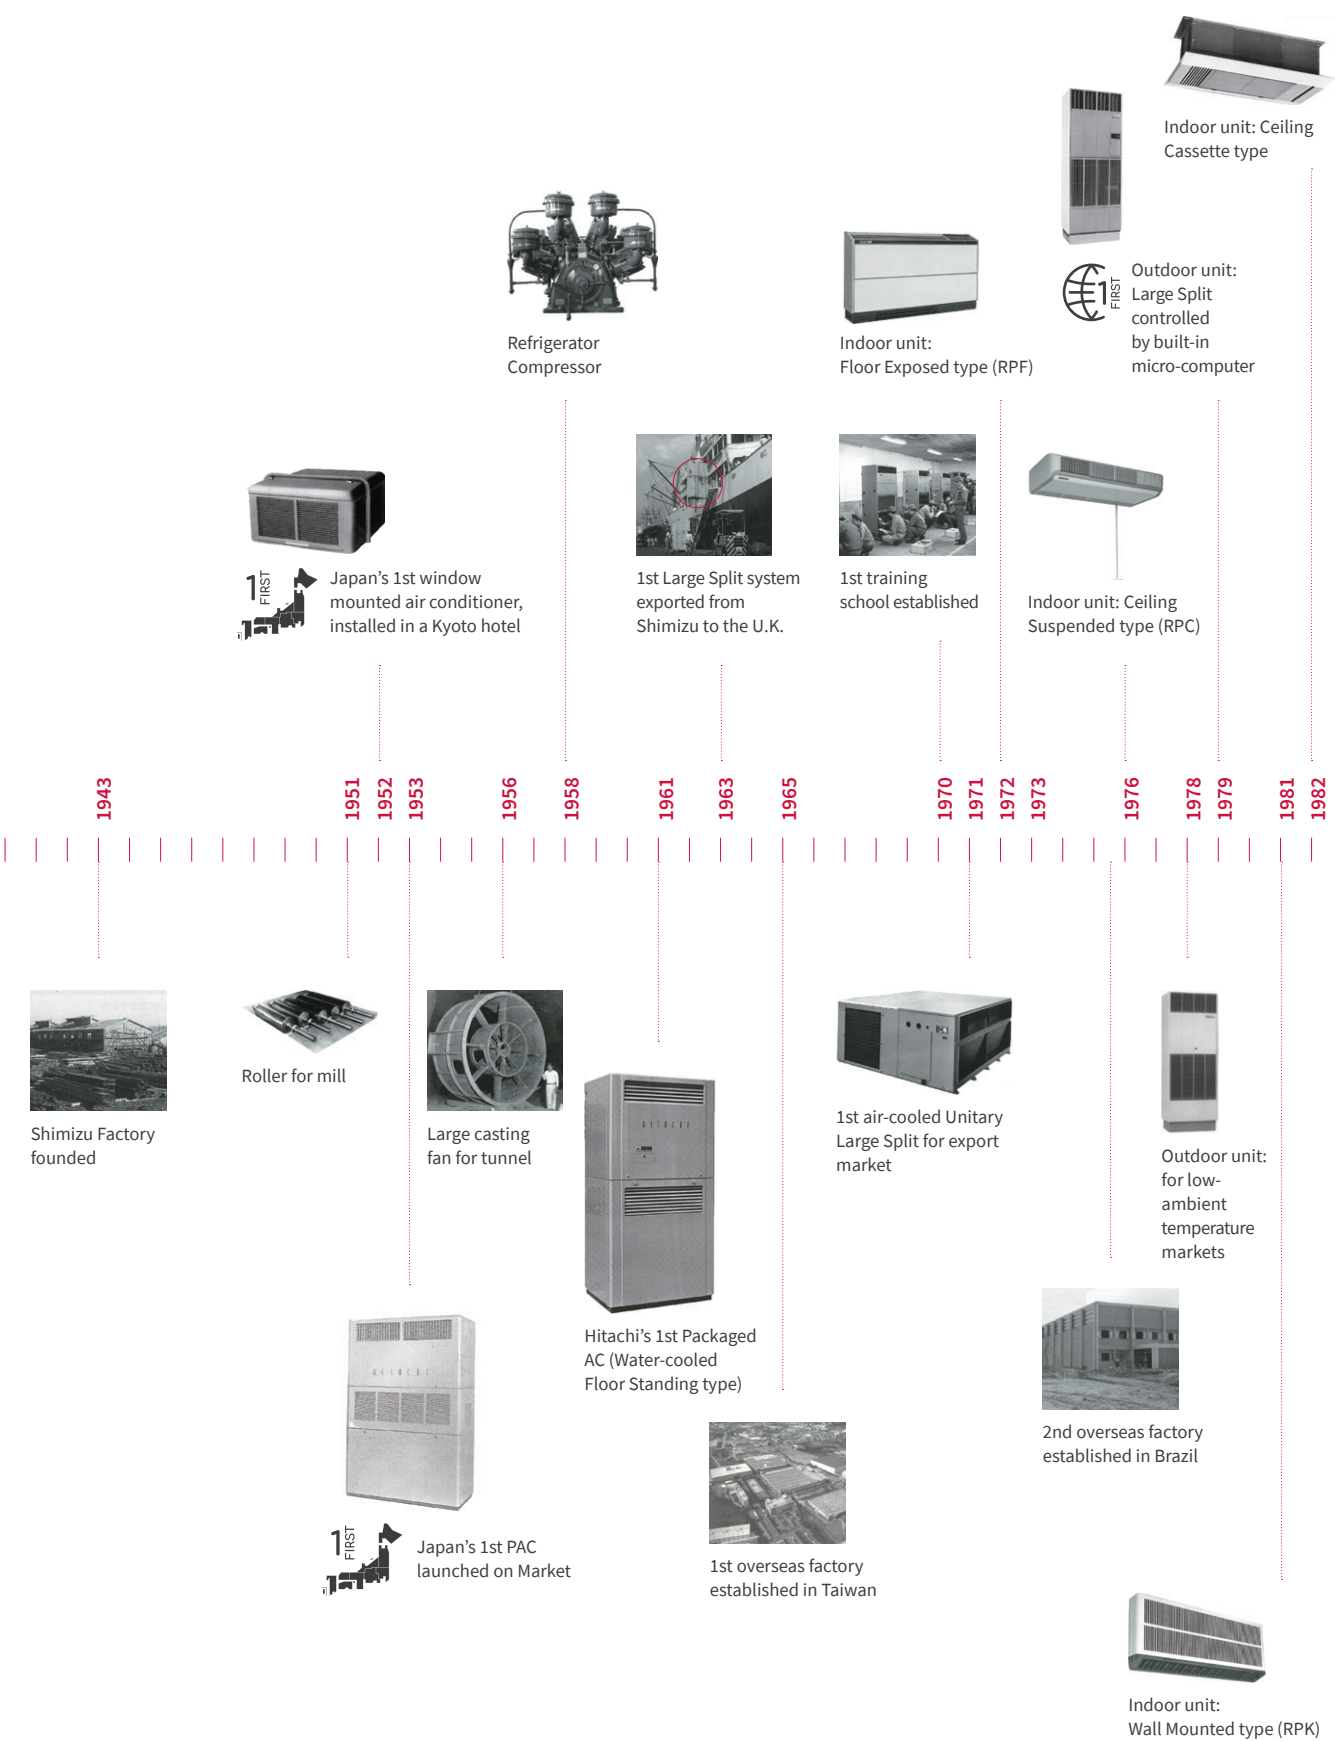 Indoor unit: Ceiling
Cassette type
Refrigerator
Compressor
Indoor unit:
Floor Exposed type (RPF)
1
FIRST
Outdoor unit:
Large Split
controlled
by built-in
micro-computer
1
FIRST
Japan’s 1st window
mounted air conditioner,
installed in a Kyoto hotel
1st Large Split system
exported from
Shimizu to the U.K.
1st training
school established
Indoor unit: Ceiling
Suspended type (RPC)
1943
1951
1952
1953
1956
1958
1961
1963
1965
1970
1971
1972
1973
1976
1978
1979
1981
1982
Shimizu Factory
founded
Roller for mill
Large casting
fan for tunnel
HITACHI
Hitachi’s 1st Packaged
AC (Water-cooled
Floor Standing type)
1st air-cooled Unitary
Large Split for export
market
Outdoor unit:
for low-
ambient
temperature
markets
HITACHI
1
FIRST
Japan’s 1st PAC
launched on Market
1st overseas factory
established in Taiwan
2nd overseas factory
established in Brazil
Indoor unit:
Wall Mounted type (RPK)